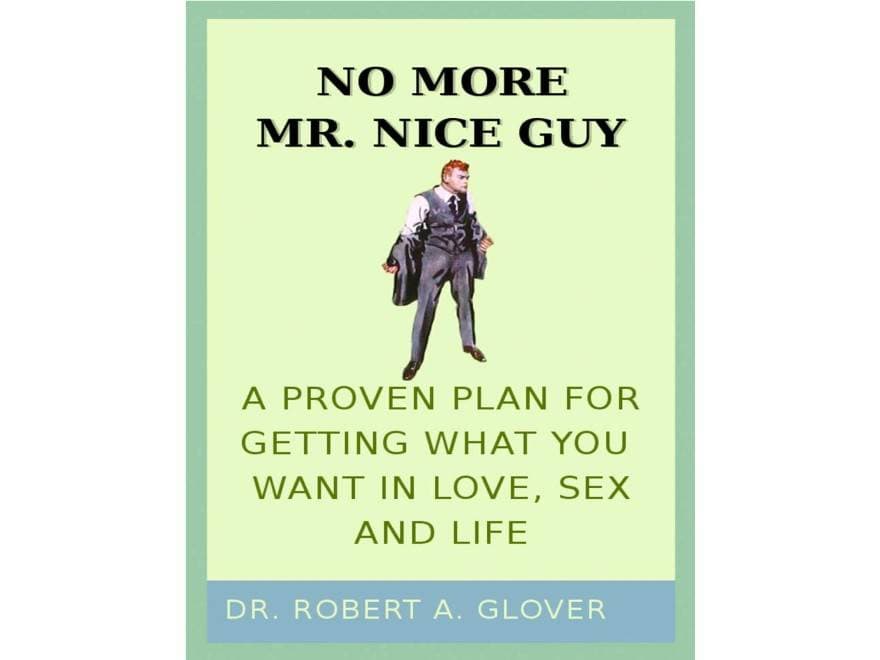 NO MORE
MR. NICE GUY
A PROVEN PLAN FOR
GETTING WHAT YOU
WANT IN LOVE, SEX
AND LIFE
DR. ROBERT A. GLOVER